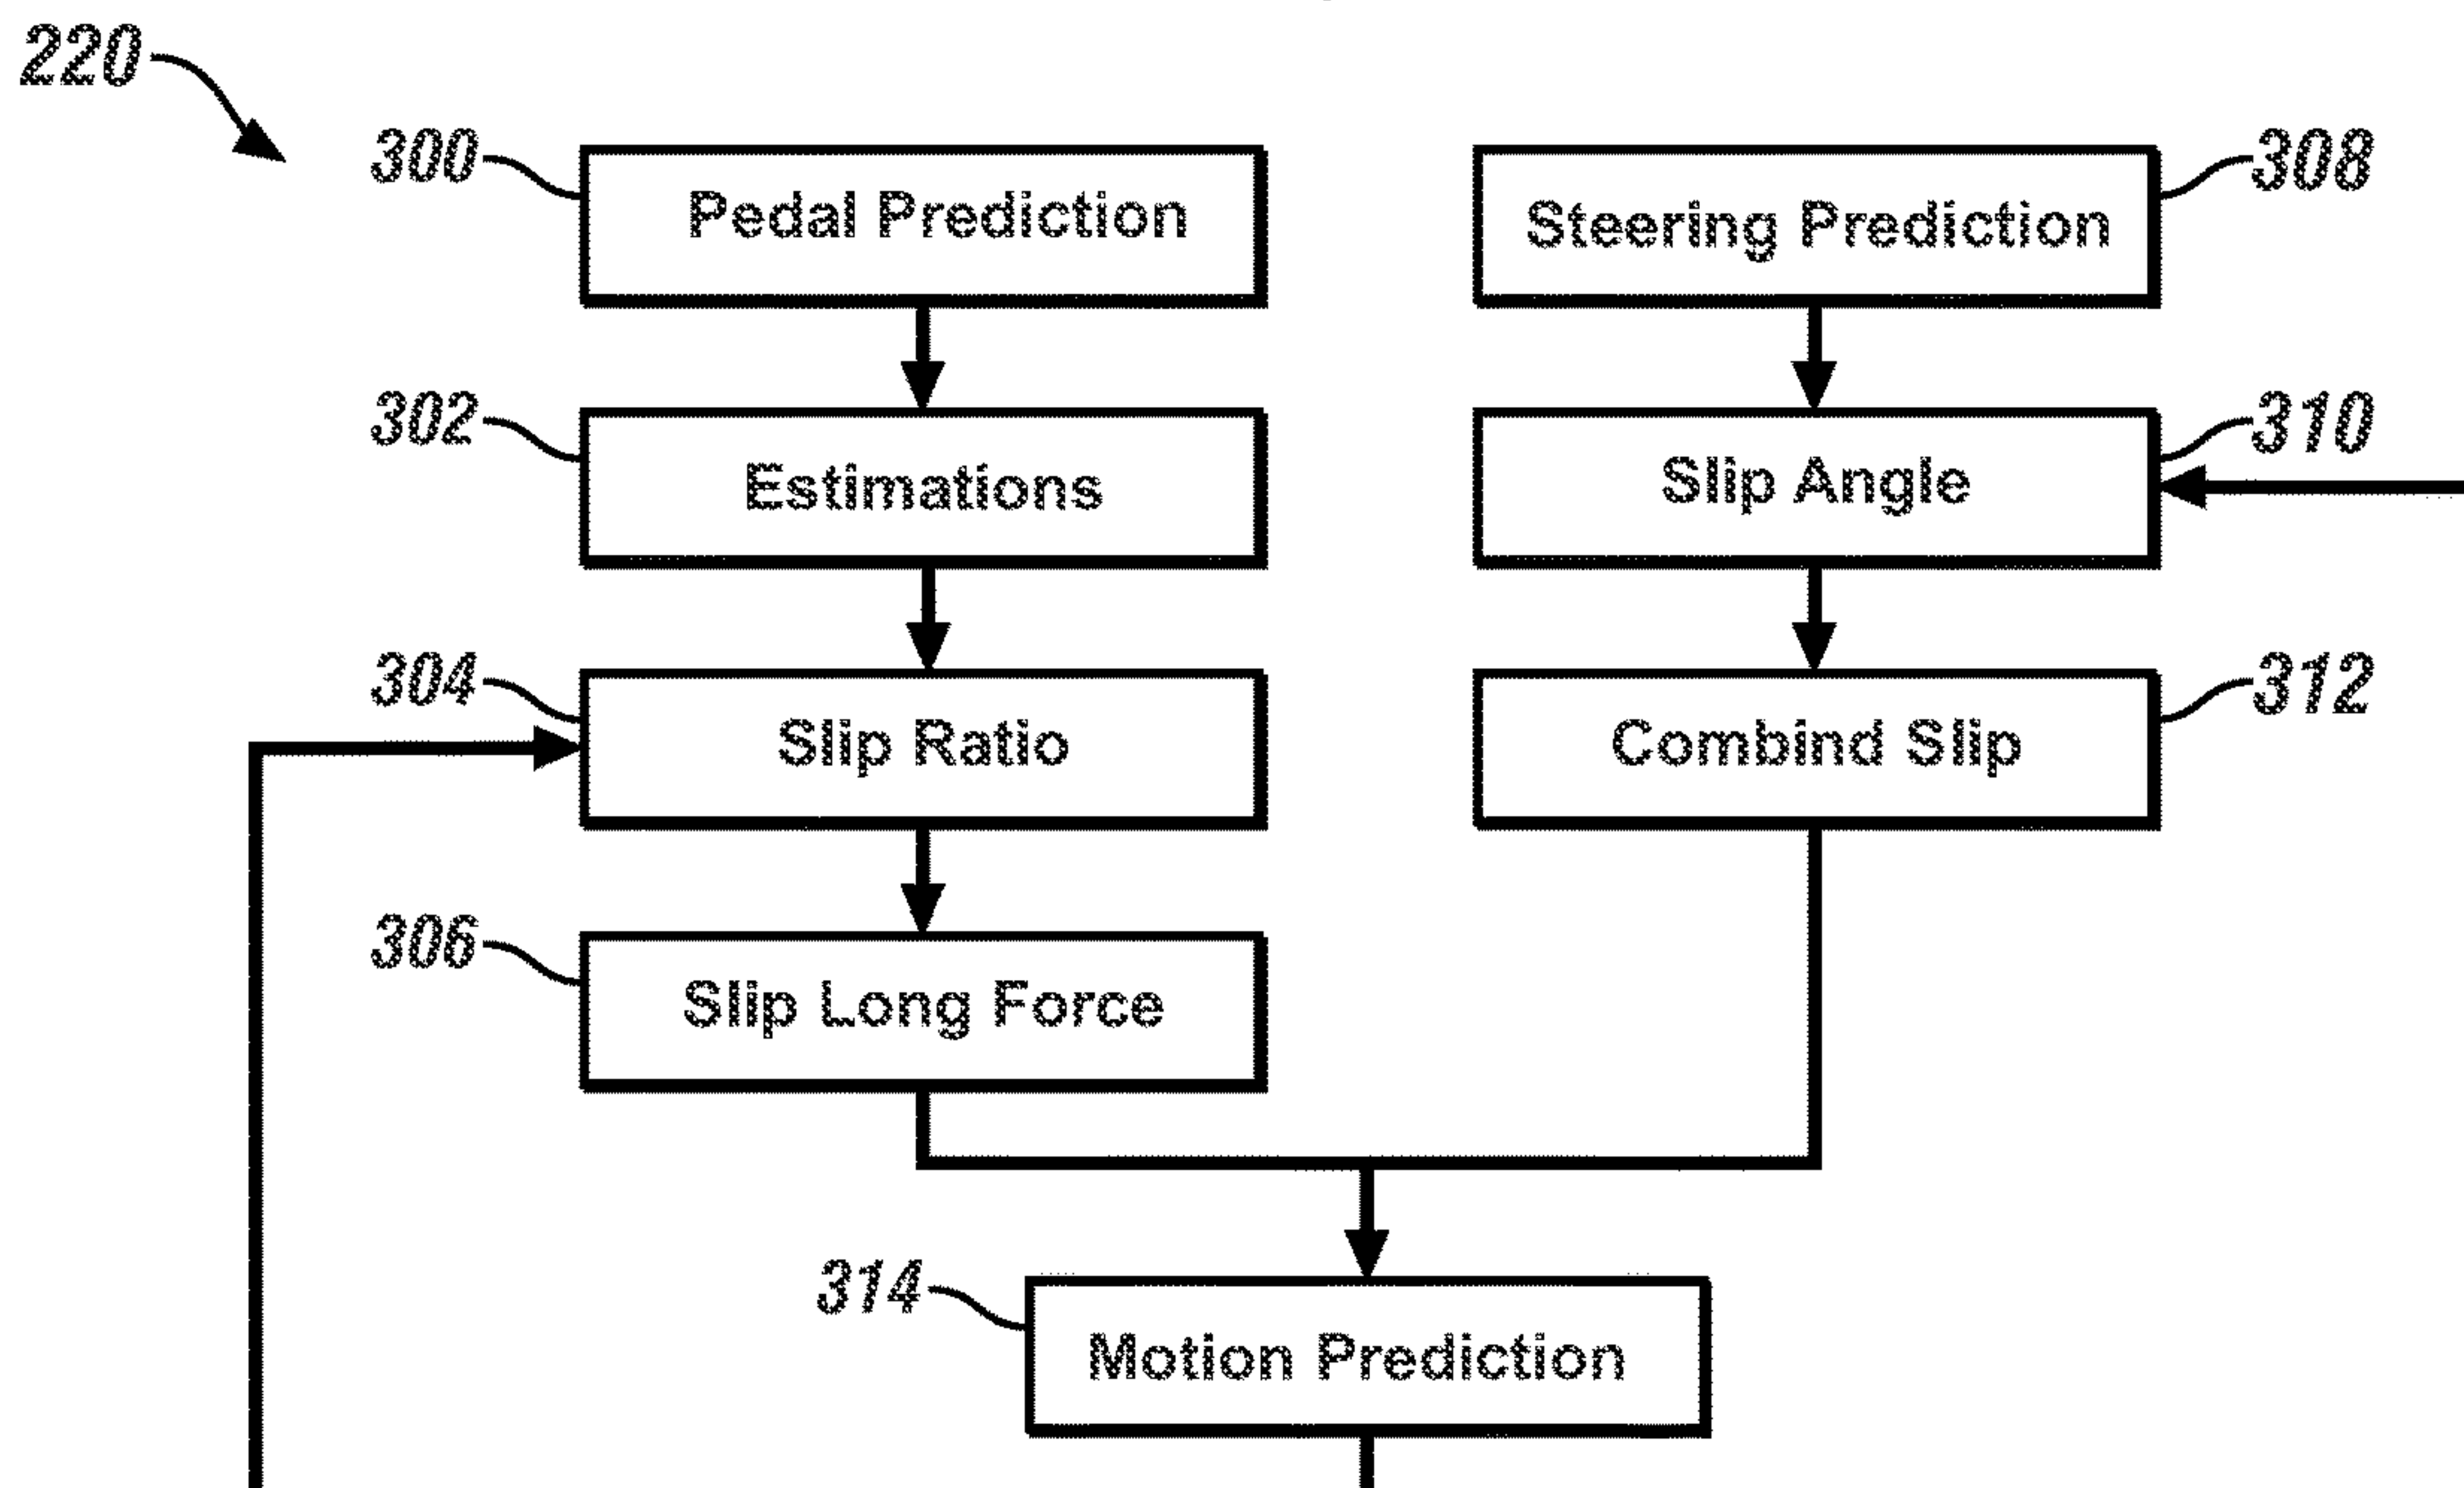 220
300
Pedal Prediction
Steering Prediction
308
302
Estimations
Slip Angle
310
304
Slip Ratio
Combind Slip
312
306
Slip Long Force
314
Motion Prediction